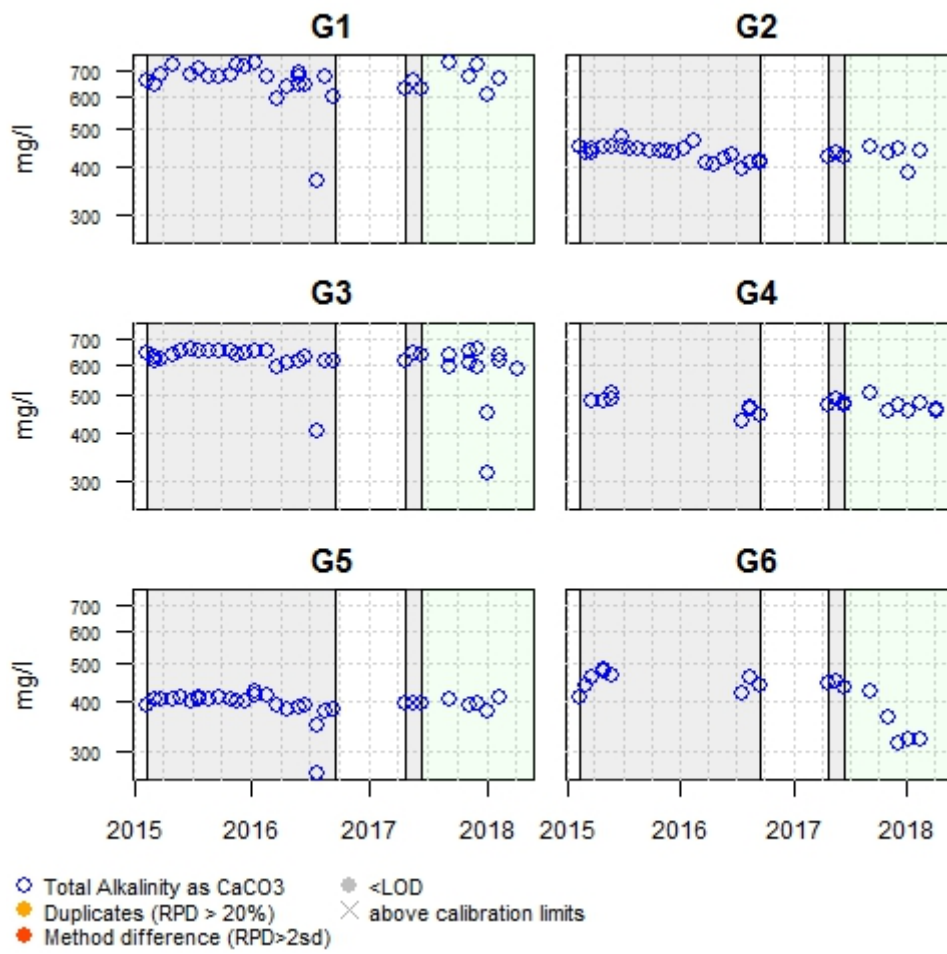 G1
G2
mg/l
700
600
500
400
300
G3
G4
mg/l
700
600
500
400
300
G5
G6
mg/l
700
600
500
400
300
2015 2016 2017 2018 2015 2016 2017 2018
Total Alkalinity as CaCO3
<LOD
Duplicates (RPD > 20%)
above calibration limits
Method difference (RPD>2sd)